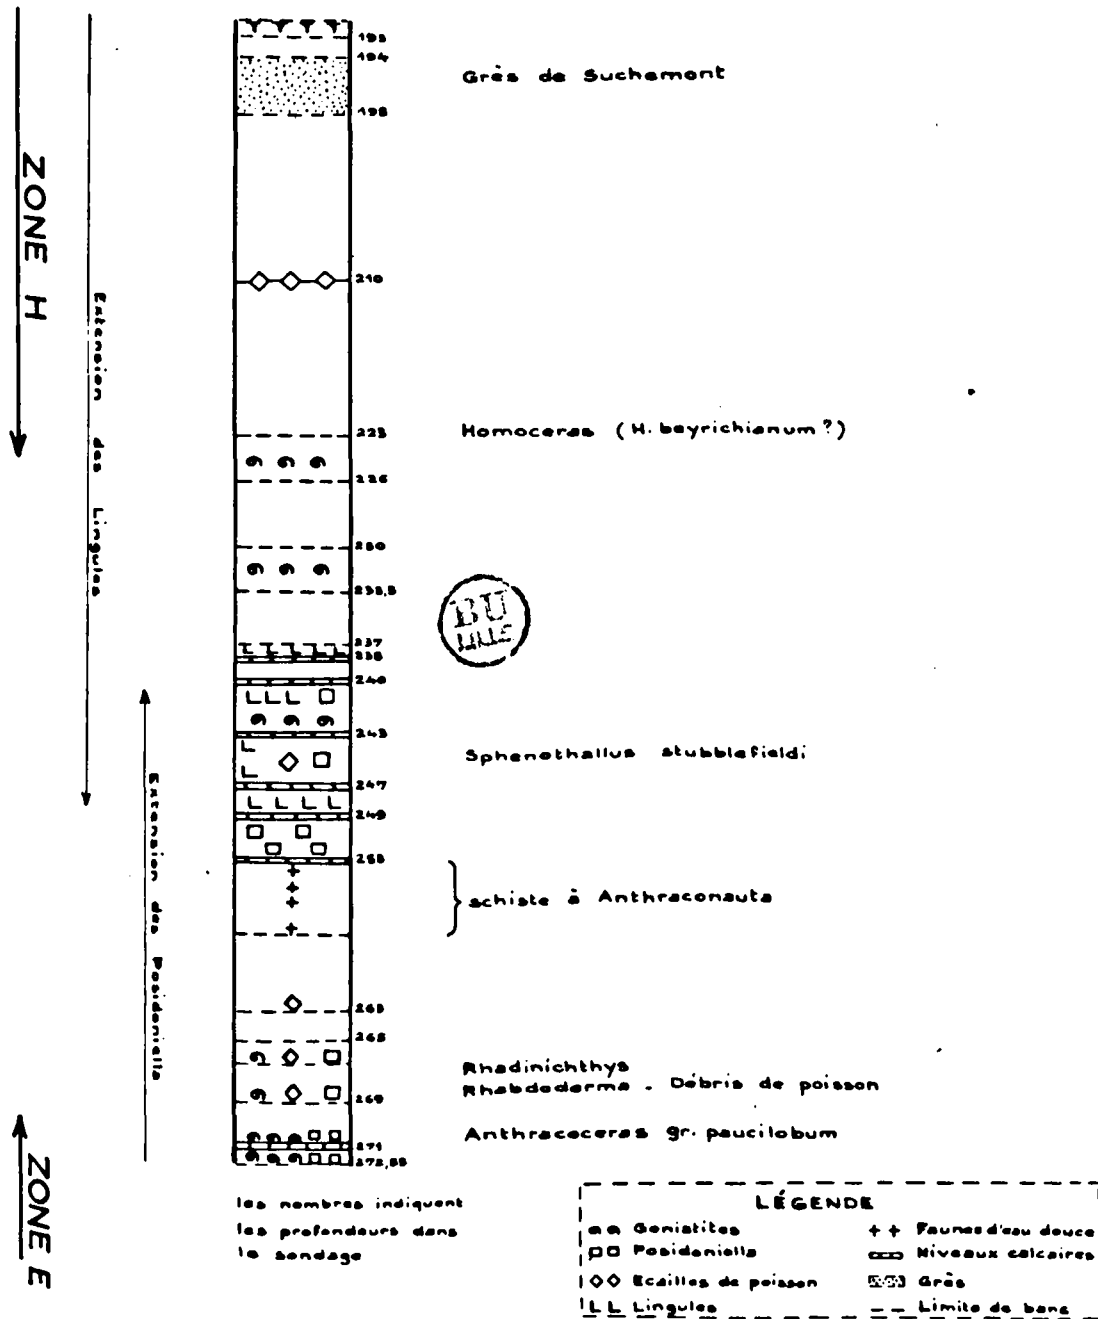 193
194
Grès de Suchemont
198
ZONE H
210
Extension des Lingules
223
Homoceras (H. beyrichianum?)
226
230
233,5
BU
237
238
240
243
Sphenothallus stubblefieldi
247
249
Extension des Posidoniella
schiste à Anthraconauta
263
265
Rhadinichthys
Rhabdoderma - Débris de poisson
269
Anthracoceras gr. paucilobum
271
272,55
ZONE E
les nombres indiquent
les profondeurs dans
le sondage
LÉGENDE
Goniatites
++ Faunes d'eau douce
Posidoniella
Niveaux calcaires
Ecailles de poisson
Grès
LL Lingules
-- Limite de banc